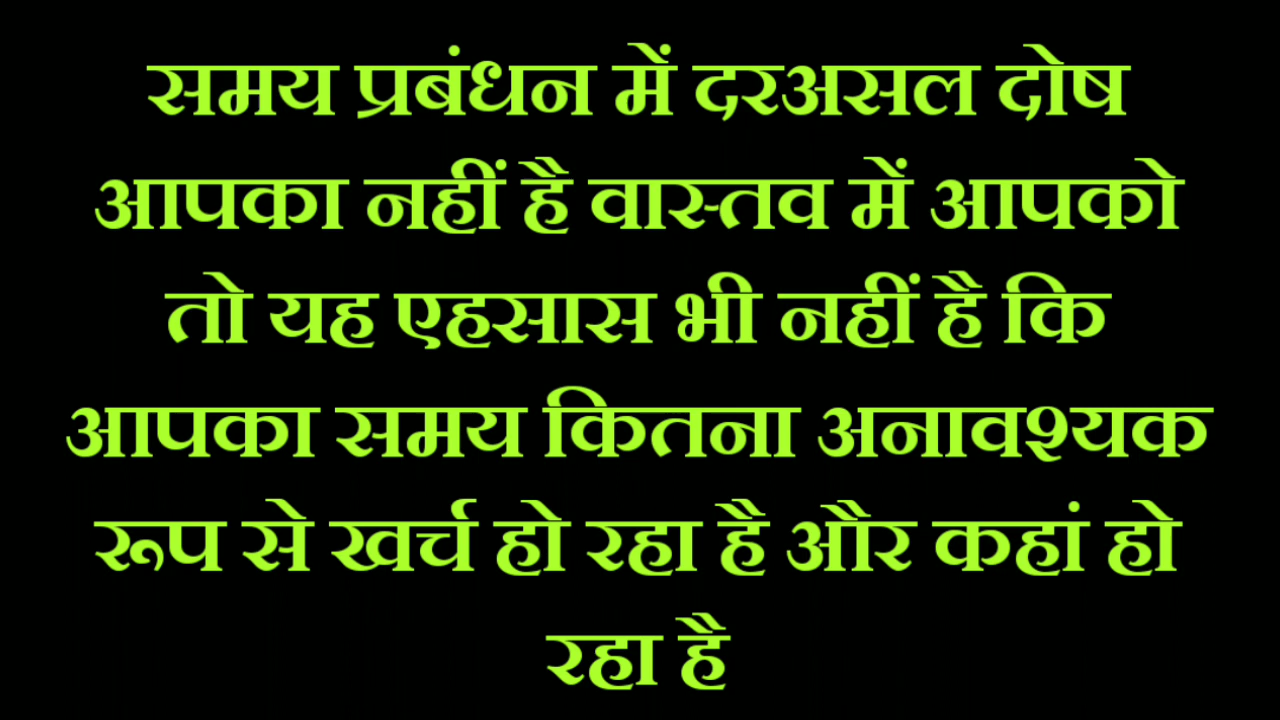 समय प्रबंधन में दरअसल दोष
आपका नहीं है वास्तव में आपको
तो यह एहसास भी नहीं है कि
आपका समय कितना अनावश्यक
रूप से खर्च हो रहा है और कहां हो
रहा है